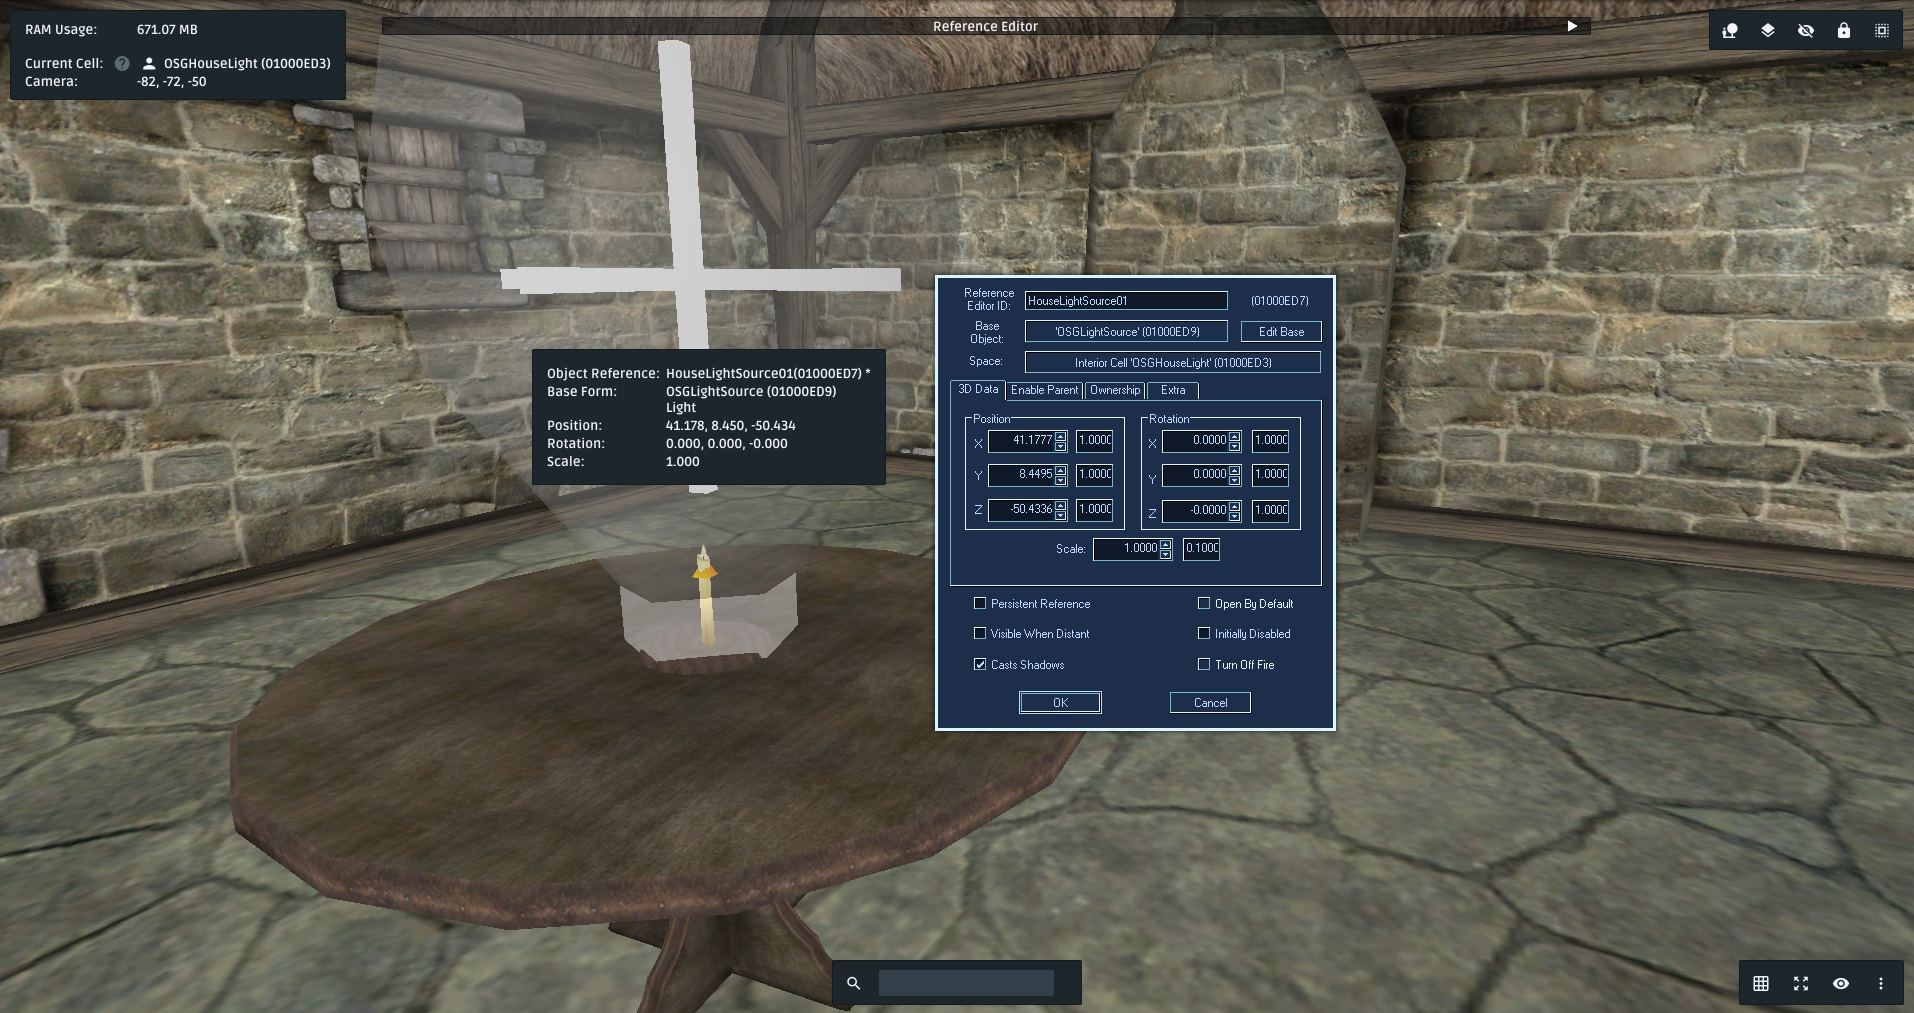 RAM Usage: 671.07 MB
Current Cell: ? OSGHouseLight (01000ED3)
Camera: -82, -72, -50
Reference Editor
Object Reference: HouseLightSource01(01000ED7) *
Base Form: OSGLightSource (01000ED9)
Light
Position: 41.178, 8.450, -50.434
Rotation: 0.000, 0.000, -0.000
Scale: 1.000
Reference
Editor ID: HouseLightSource01 (01000ED7)
Base
Object: 'OSGLightSource' (01000ED9) Edit Base
Space: Interior Cell 'OSGHouseLight' (01000ED3)
3D Data Enable Parent Ownership Extra
Position Rotation
X 41.1777 1.0000 X 0.0000 1.0000
Y 8.4495 1.0000 Y 0.0000 1.0000
Z -50.4336 1.0000 Z -0.0000 1.0000
Scale: 1.0000 0.1000
Persistent Reference Open By Default
Visible When Distant Initially Disabled
Casts Shadows Turn Off Fire
OK Cancel